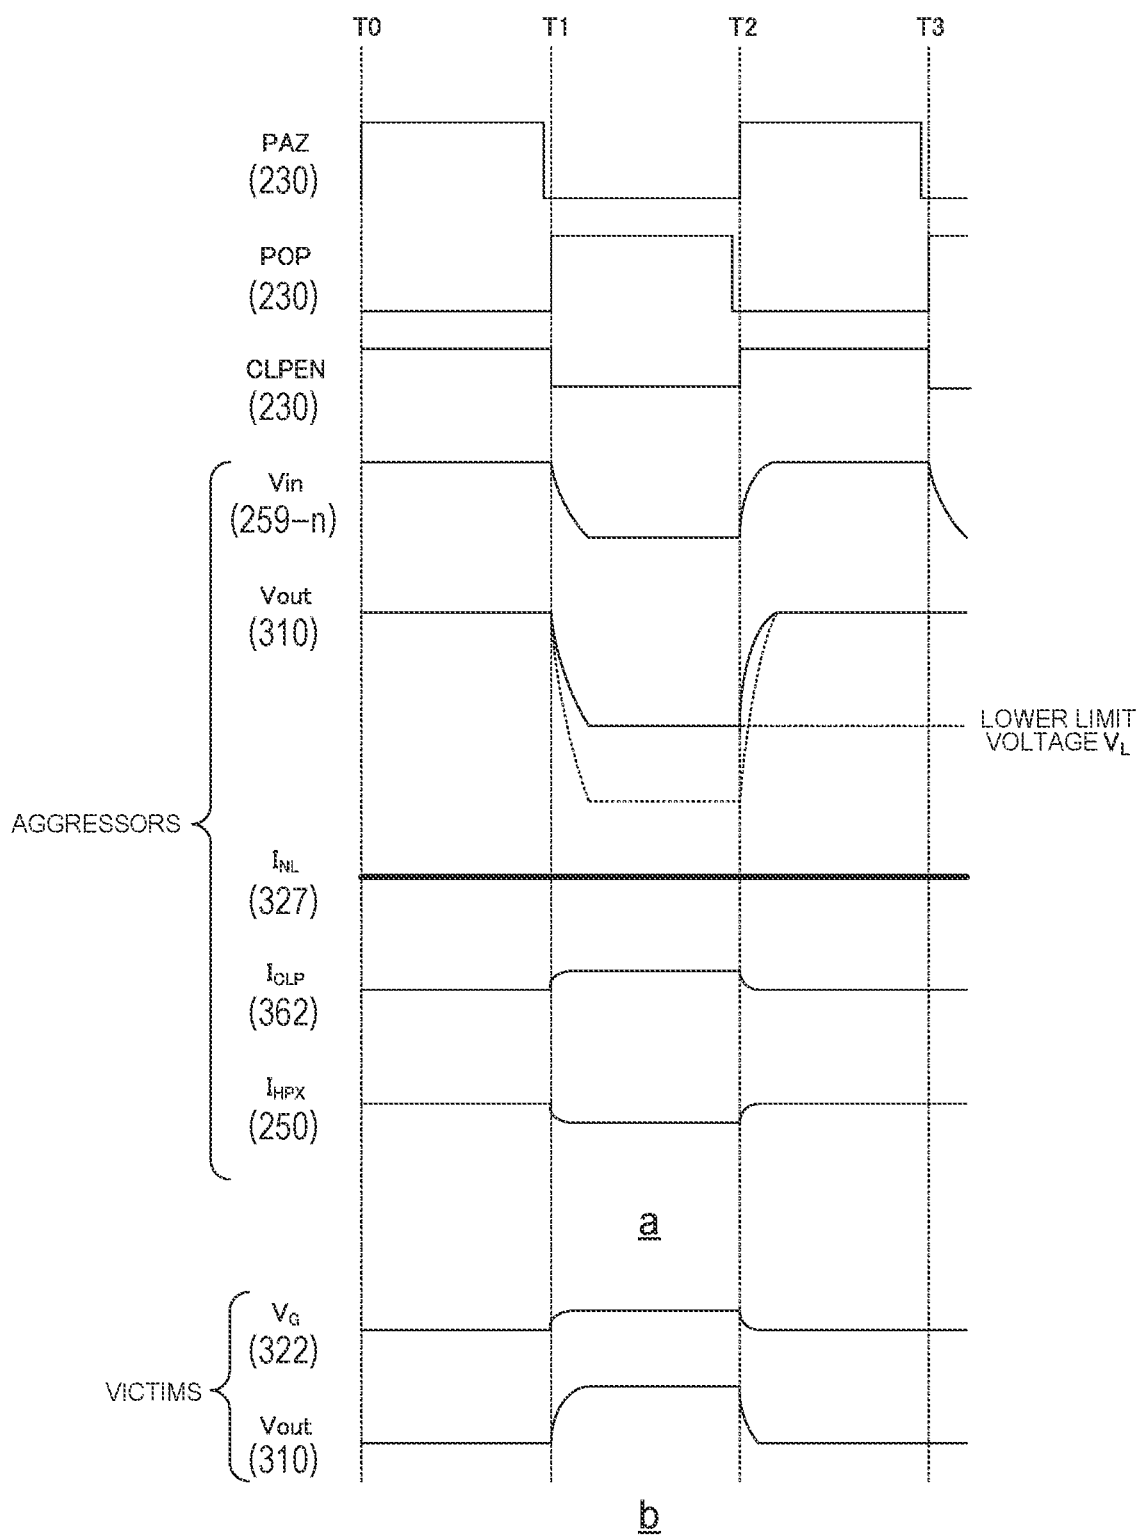 T0 T1 T2 T3
PAZ
(230)
POP
(230)
CLPEN
(230)
Vin
(259-n)
Vout
(310)
LOWER LIMIT
VOLTAGE VL
AGGRESSORS
INL
(327)
ICLP
(362)
IHPX
(250)
a
VG
(322)
VICTIMS
Vout
(310)
b